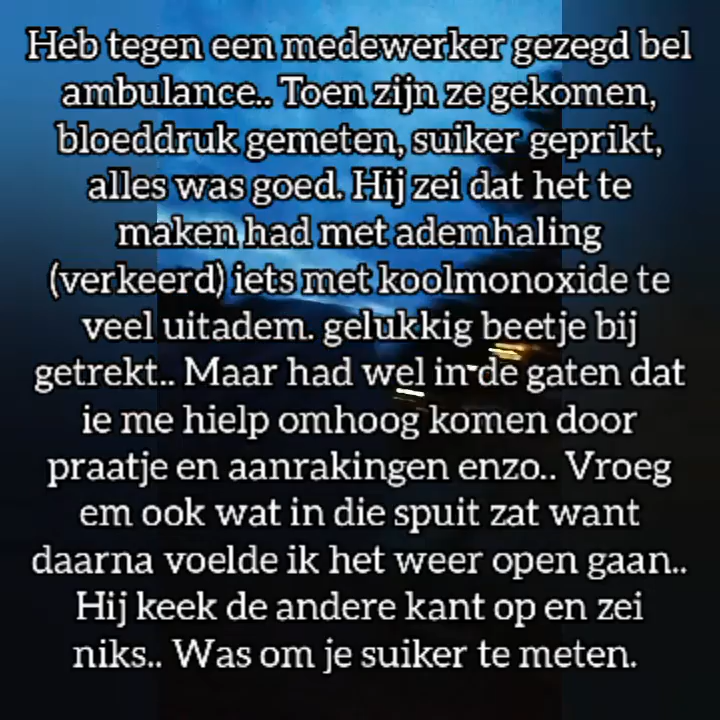 Heb tegen een medewerker gezegd bel
ambulance.. Toen zijn ze gekomen,
bloeddruk gemeten, suiker geprikt,
alles was goed. Hij zei dat het te
maken had met ademhaling
(verkeerd) iets met koolmonoxide te
veel uitadem. gelukkig beetje bij
getrekt.. Maar had wel in de gaten dat
ie me hielp omhoog komen door
praatje en aanrakingen enzo.. Vroeg
em ook wat in die spuit zat want
daarna voelde ik het weer open gaan..
Hij keek de andere kant op en zei
niks.. Was om je suiker te meten.